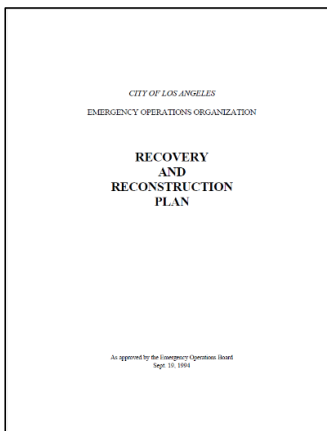 CITY OF LOS ANGELES
EMERGENCY OPERATIONS ORGANIZATION
RECOVERY
AND
RECONSTRUCTION
PLAN
As approved by the Emergency Operations Board
Sept. 19, 1994